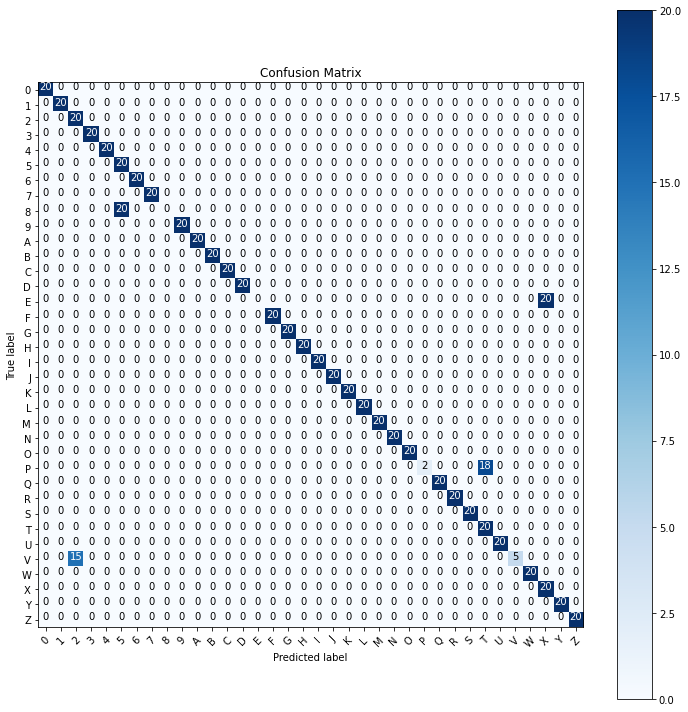 Confusion Matrix
0 20 0 0 0 0 0 0 0 0 0 0 0 0 0 0 0 0 0 0 0 0 0 0 0 0 0 0 0 0 0 0 0 0 0 0 0
1 0 20 0 0 0 0 0 0 0 0 0 0 0 0 0 0 0 0 0 0 0 0 0 0 0 0 0 0 0 0 0 0 0 0 0 0
2 0 0 20 0 0 0 0 0 0 0 0 0 0 0 0 0 0 0 0 0 0 0 0 0 0 0 0 0 0 0 0 0 0 0 0 0
3 0 0 0 20 0 0 0 0 0 0 0 0 0 0 0 0 0 0 0 0 0 0 0 0 0 0 0 0 0 0 0 0 0 0 0 0
4 0 0 0 0 20 0 0 0 0 0 0 0 0 0 0 0 0 0 0 0 0 0 0 0 0 0 0 0 0 0 0 0 0 0 0 0
5 0 0 0 0 0 20 0 0 0 0 0 0 0 0 0 0 0 0 0 0 0 0 0 0 0 0 0 0 0 0 0 0 0 0 0 0
6 0 0 0 0 0 0 20 0 0 0 0 0 0 0 0 0 0 0 0 0 0 0 0 0 0 0 0 0 0 0 0 0 0 0 0 0
7 0 0 0 0 0 0 0 20 0 0 0 0 0 0 0 0 0 0 0 0 0 0 0 0 0 0 0 0 0 0 0 0 0 0 0 0
8 0 0 0 0 0 20 0 0 0 0 0 0 0 0 0 0 0 0 0 0 0 0 0 0 0 0 0 0 0 0 0 0 0 0 0 0
9 0 0 0 0 0 0 0 0 0 20 0 0 0 0 0 0 0 0 0 0 0 0 0 0 0 0 0 0 0 0 0 0 0 0 0 0
A 0 0 0 0 0 0 0 0 0 0 20 0 0 0 0 0 0 0 0 0 0 0 0 0 0 0 0 0 0 0 0 0 0 0 0 0
B 0 0 0 0 0 0 0 0 0 0 0 20 0 0 0 0 0 0 0 0 0 0 0 0 0 0 0 0 0 0 0 0 0 0 0 0
C 0 0 0 0 0 0 0 0 0 0 0 0 20 0 0 0 0 0 0 0 0 0 0 0 0 0 0 0 0 0 0 0 0 0 0 0
D 0 0 0 0 0 0 0 0 0 0 0 0 0 20 0 0 0 0 0 0 0 0 0 0 0 0 0 0 0 0 0 0 0 0 0 0
E 0 0 0 0 0 0 0 0 0 0 0 0 0 0 0 0 0 0 0 0 0 0 0 0 0 0 0 0 0 0 0 0 0 20 0 0
F 0 0 0 0 0 0 0 0 0 0 0 0 0 0 0 20 0 0 0 0 0 0 0 0 0 0 0 0 0 0 0 0 0 0 0 0
G 0 0 0 0 0 0 0 0 0 0 0 0 0 0 0 0 20 0 0 0 0 0 0 0 0 0 0 0 0 0 0 0 0 0 0 0
H 0 0 0 0 0 0 0 0 0 0 0 0 0 0 0 0 0 20 0 0 0 0 0 0 0 0 0 0 0 0 0 0 0 0 0 0
I 0 0 0 0 0 0 0 0 0 0 0 0 0 0 0 0 0 0 20 0 0 0 0 0 0 0 0 0 0 0 0 0 0 0 0 0
J 0 0 0 0 0 0 0 0 0 0 0 0 0 0 0 0 0 0 0 20 0 0 0 0 0 0 0 0 0 0 0 0 0 0 0 0
K 0 0 0 0 0 0 0 0 0 0 0 0 0 0 0 0 0 0 0 0 20 0 0 0 0 0 0 0 0 0 0 0 0 0 0 0
L 0 0 0 0 0 0 0 0 0 0 0 0 0 0 0 0 0 0 0 0 0 20 0 0 0 0 0 0 0 0 0 0 0 0 0 0
M 0 0 0 0 0 0 0 0 0 0 0 0 0 0 0 0 0 0 0 0 0 0 20 0 0 0 0 0 0 0 0 0 0 0 0 0
N 0 0 0 0 0 0 0 0 0 0 0 0 0 0 0 0 0 0 0 0 0 0 0 20 0 0 0 0 0 0 0 0 0 0 0 0
O 0 0 0 0 0 0 0 0 0 0 0 0 0 0 0 0 0 0 0 0 0 0 0 0 20 0 0 0 0 0 0 0 0 0 0 0
P 0 0 0 0 0 0 0 0 0 0 0 0 0 0 0 0 0 0 0 0 0 0 0 0 0 2 0 0 0 18 0 0 0 0 0 0
Q 0 0 0 0 0 0 0 0 0 0 0 0 0 0 0 0 0 0 0 0 0 0 0 0 0 0 20 0 0 0 0 0 0 0 0 0
R 0 0 0 0 0 0 0 0 0 0 0 0 0 0 0 0 0 0 0 0 0 0 0 0 0 0 0 20 0 0 0 0 0 0 0 0
S 0 0 0 0 0 0 0 0 0 0 0 0 0 0 0 0 0 0 0 0 0 0 0 0 0 0 0 0 20 0 0 0 0 0 0 0
T 0 0 0 0 0 0 0 0 0 0 0 0 0 0 0 0 0 0 0 0 0 0 0 0 0 0 0 0 0 20 0 0 0 0 0 0
U 0 0 0 0 0 0 0 0 0 0 0 0 0 0 0 0 0 0 0 0 0 0 0 0 0 0 0 0 0 0 20 0 0 0 0 0
V 0 0 15 0 0 0 0 0 0 0 0 0 0 0 0 0 0 0 0 0 0 0 0 0 0 0 0 0 0 0 0 5 0 0 0 0
W 0 0 0 0 0 0 0 0 0 0 0 0 0 0 0 0 0 0 0 0 0 0 0 0 0 0 0 0 0 0 0 0 20 0 0 0
X 0 0 0 0 0 0 0 0 0 0 0 0 0 0 0 0 0 0 0 0 0 0 0 0 0 0 0 0 0 0 0 0 0 20 0 0
Y 0 0 0 0 0 0 0 0 0 0 0 0 0 0 0 0 0 0 0 0 0 0 0 0 0 0 0 0 0 0 0 0 0 0 20 0
Z 0 0 0 0 0 0 0 0 0 0 0 0 0 0 0 0 0 0 0 0 0 0 0 0 0 0 0 0 0 0 0 0 0 0 0 20
0 1 2 3 4 5 6 7 8 9 A B C D E F G H I J K L M N O P Q R S T U V W X Y Z
True label
Predicted label
20.0
17.5
15.0
12.5
10.0
7.5
5.0
2.5
0.0